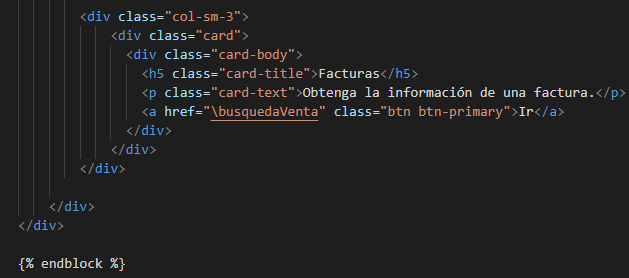 <div class="col-sm-3">
<div class="card">
<div class="card-body">
<h5 class="card-title">Facturas</h5>
<p class="card-text">Obtenga la información de una factura.</p>
<a href="\busquedaVenta" class="btn btn-primary">Ir</a>
</div>
</div>
</div>
</div>
</div>
{% endblock %}